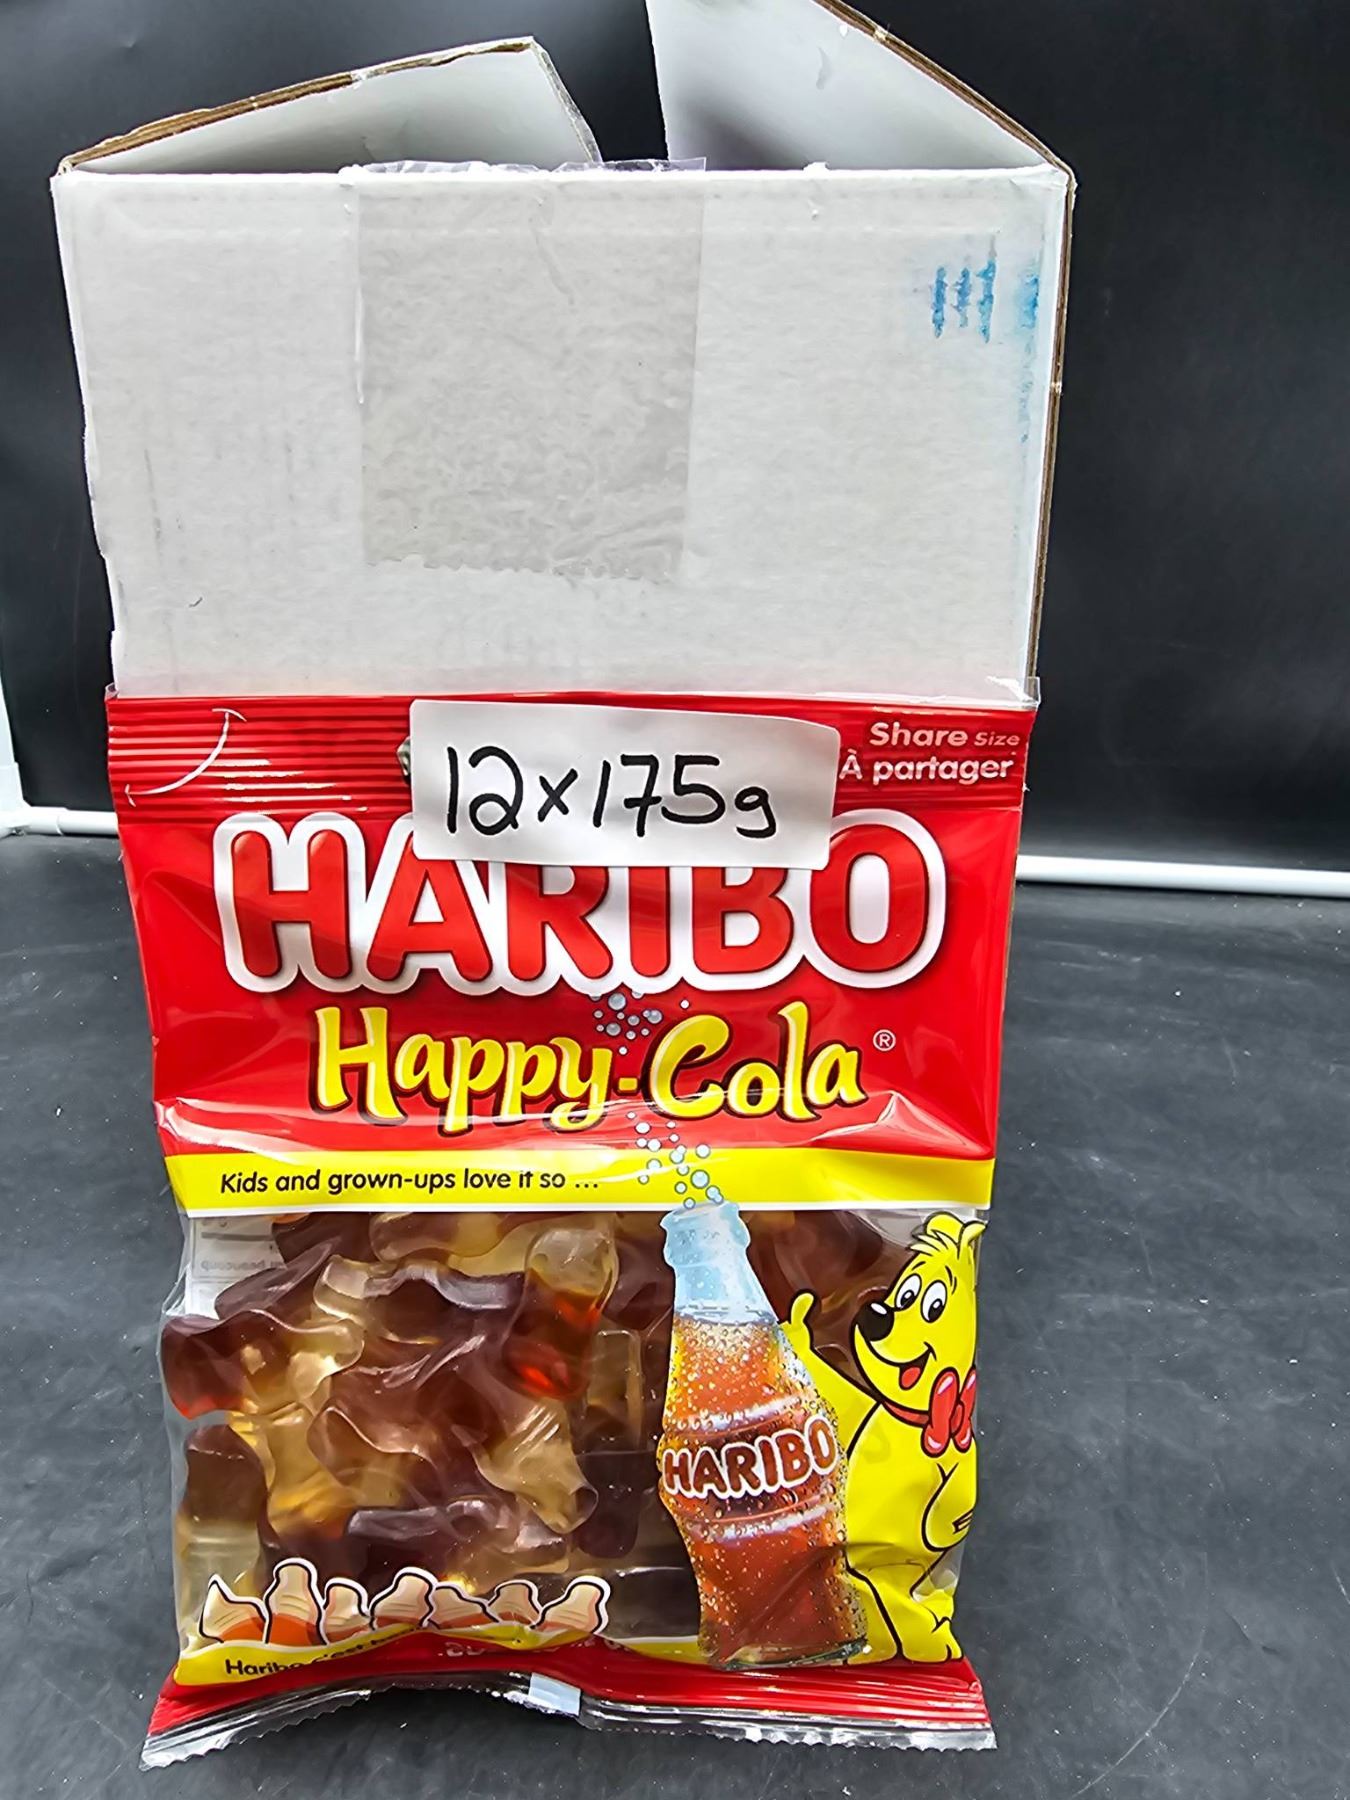 12x175g
Share Size
À partager
HARIBO
Happy-Cola ®
Kids and grown-ups love it so ...
HARIBO